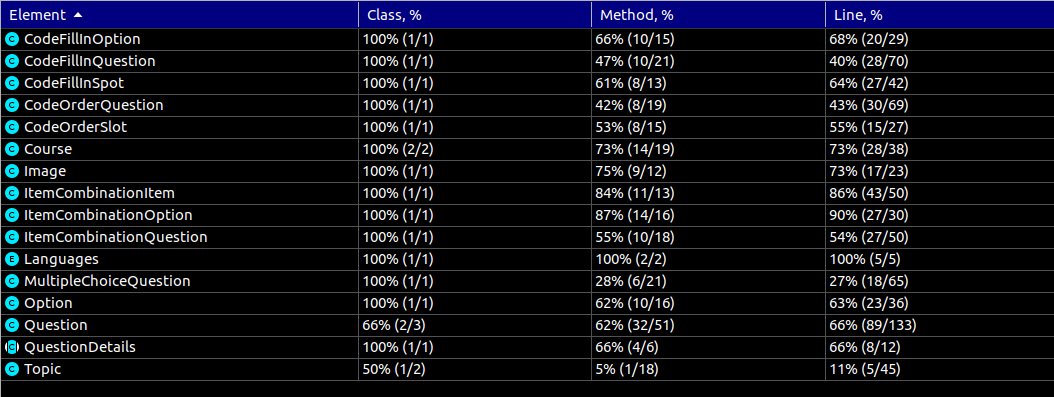 Element Class, % Method, % Line, %
C CodeFillInOption 100% (1/1) 66% (10/15) 68% (20/29)
C CodeFillInQuestion 100% (1/1) 47% (10/21) 40% (28/70)
C CodeFillInSpot 100% (1/1) 61% (8/13) 64% (27/42)
C CodeOrderQuestion 100% (1/1) 42% (8/19) 43% (30/69)
C CodeOrderSlot 100% (1/1) 53% (8/15) 55% (15/27)
C Course 100% (2/2) 73% (14/19) 73% (28/38)
C Image 100% (1/1) 75% (9/12) 73% (17/23)
C ItemCombinationItem 100% (1/1) 84% (11/13) 86% (43/50)
C ItemCombinationOption 100% (1/1) 87% (14/16) 90% (27/30)
C ItemCombinationQuestion 100% (1/1) 55% (10/18) 54% (27/50)
E Languages 100% (1/1) 100% (2/2) 100% (5/5)
C MultipleChoiceQuestion 100% (1/1) 28% (6/21) 27% (18/65)
C Option 100% (1/1) 62% (10/16) 63% (23/36)
C Question 66% (2/3) 62% (32/51) 66% (89/133)
C QuestionDetails 100% (1/1) 66% (4/6) 66% (8/12)
C Topic 50% (1/2) 5% (1/18) 11% (5/45)